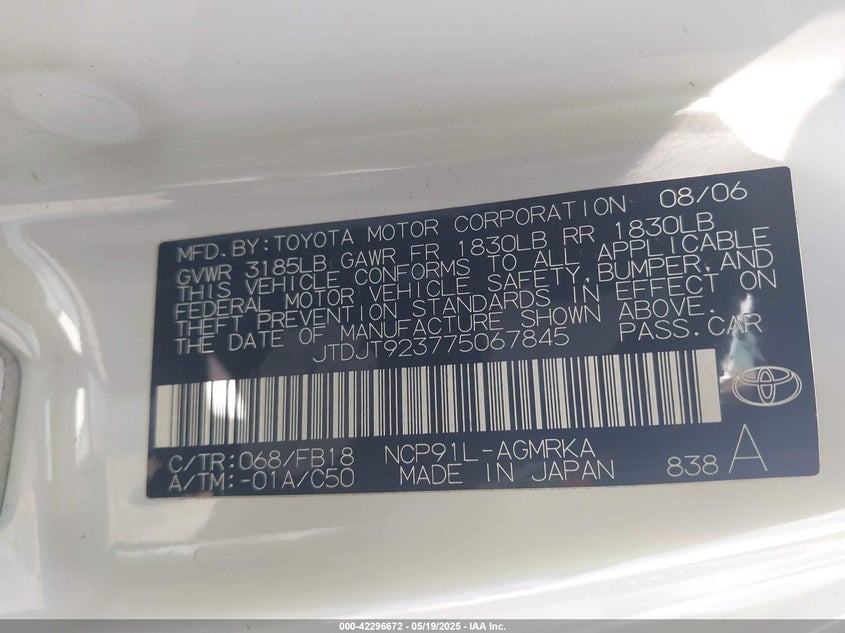 MFD.BY:TOYOTA MOTOR CORPORATION 08/06
GVWR 3185LB GAWR FR 1830LB RR 1830LB
THIS VEHICLE CONFORMS TO ALL APPLICABLE
FEDERAL MOTOR VEHICLE SAFETY,BUMPER,AND
THEFT PREVENTION STANDARDS IN EFFECT ON
THE DATE OF MANUFACTURE SHOWN ABOVE.
JTDJT923775067845 PASS.CAR
C/TR:068/FB18 NCP91L-AGMRKA
A/TM:-01A/C50 MADE IN JAPAN 838 A
000-42296672 | 05/19/2025 - IAA Inc.